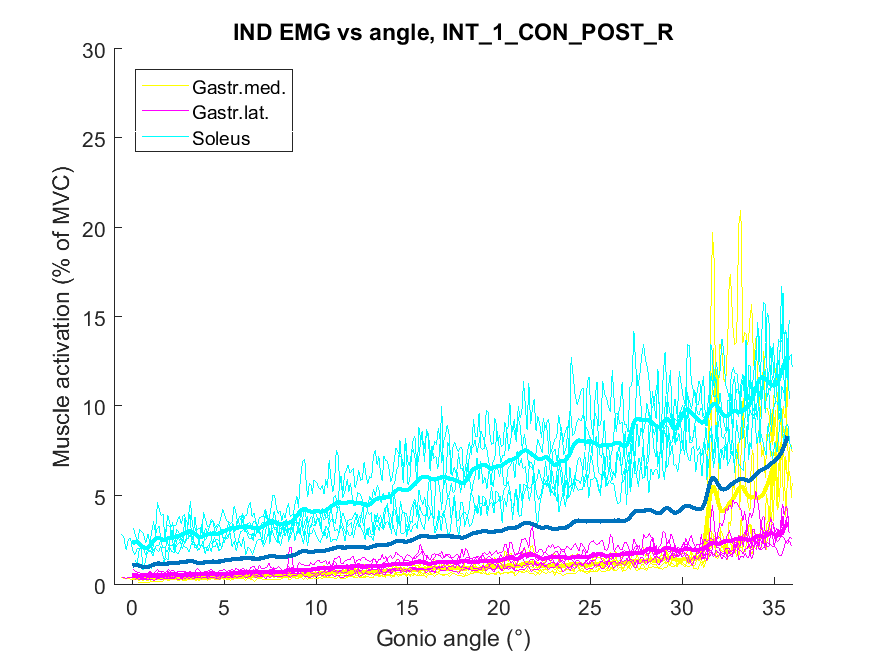 IND EMG vs angle, INT_1_CON_POST_R
Muscle activation (% of MVC)
30
25
20
15
10
5
0
Gastr.med.
Gastr.lat.
Soleus
0 5 10 15 20 25 30 35
Gonio angle (°)